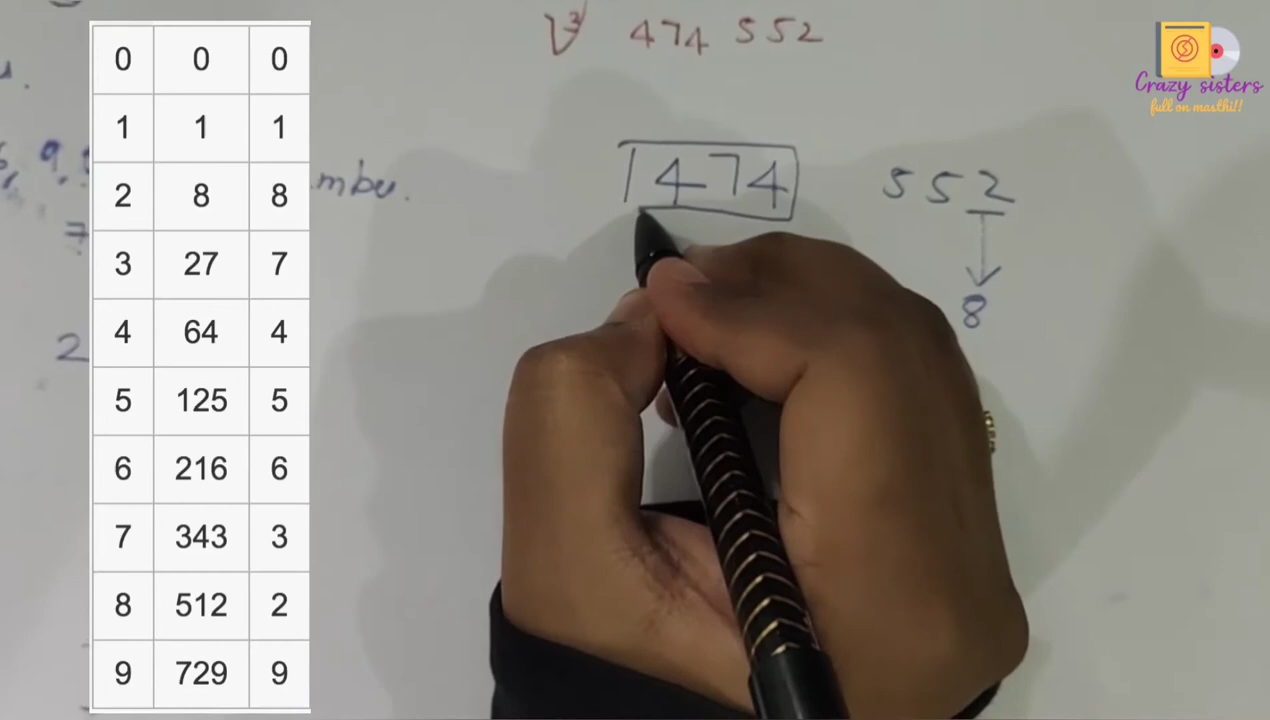 ∛ 474 552
474 552
8
0 0 0
1 1 1
2 8 8
3 27 7
4 64 4
5 125 5
6 216 6
7 343 3
8 512 2
9 729 9
2
Crazy sisters
full on masthi!!